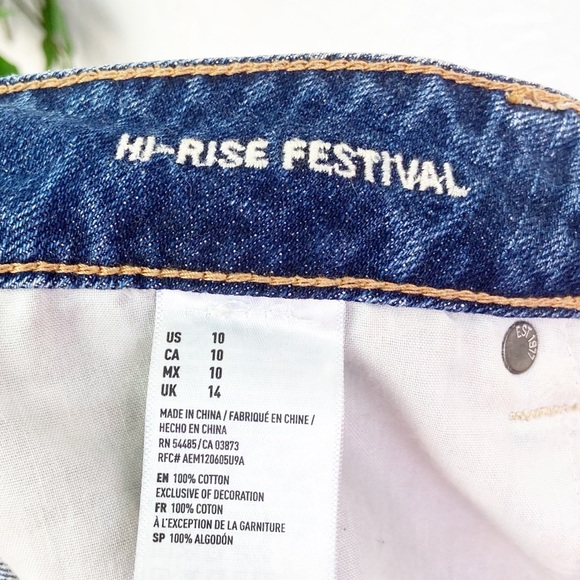 HI-RISE FESTIVAL
EST 1977
US 10
CA 10
MX 10
UK 14
MADE IN CHINA / FABRIQUÉ EN CHINE /
HECHO EN CHINA
RN 54485/CA 03873
RFC# AEM120605U9A
EN 100% COTTON
EXCLUSIVE OF DECORATION
FR 100% COTON
À L'EXCEPTION DE LA GARNITURE
SP 100% ALGODÓN